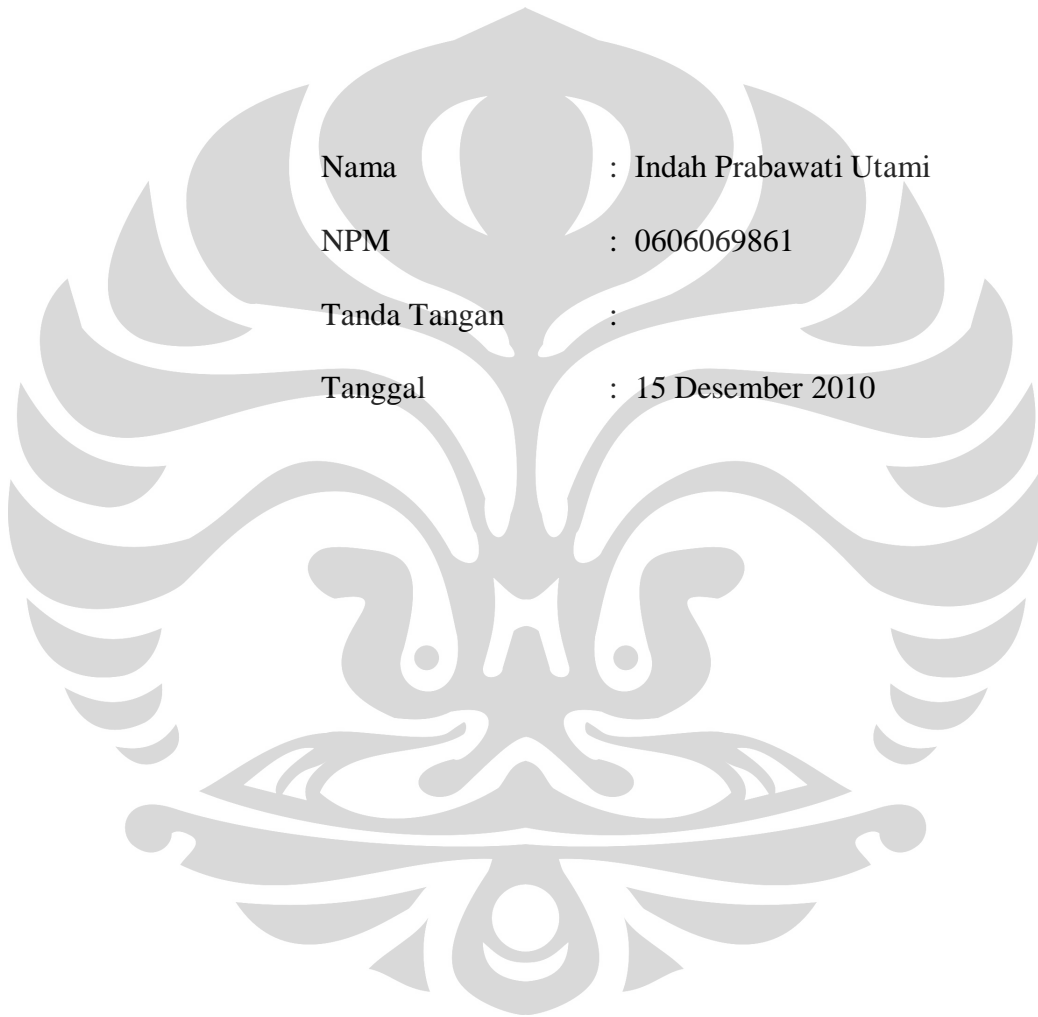 Nama : Indah Prabawati Utami
NPM : 0606069861
Tanda Tangan :
Tanggal : 15 Desember 2010